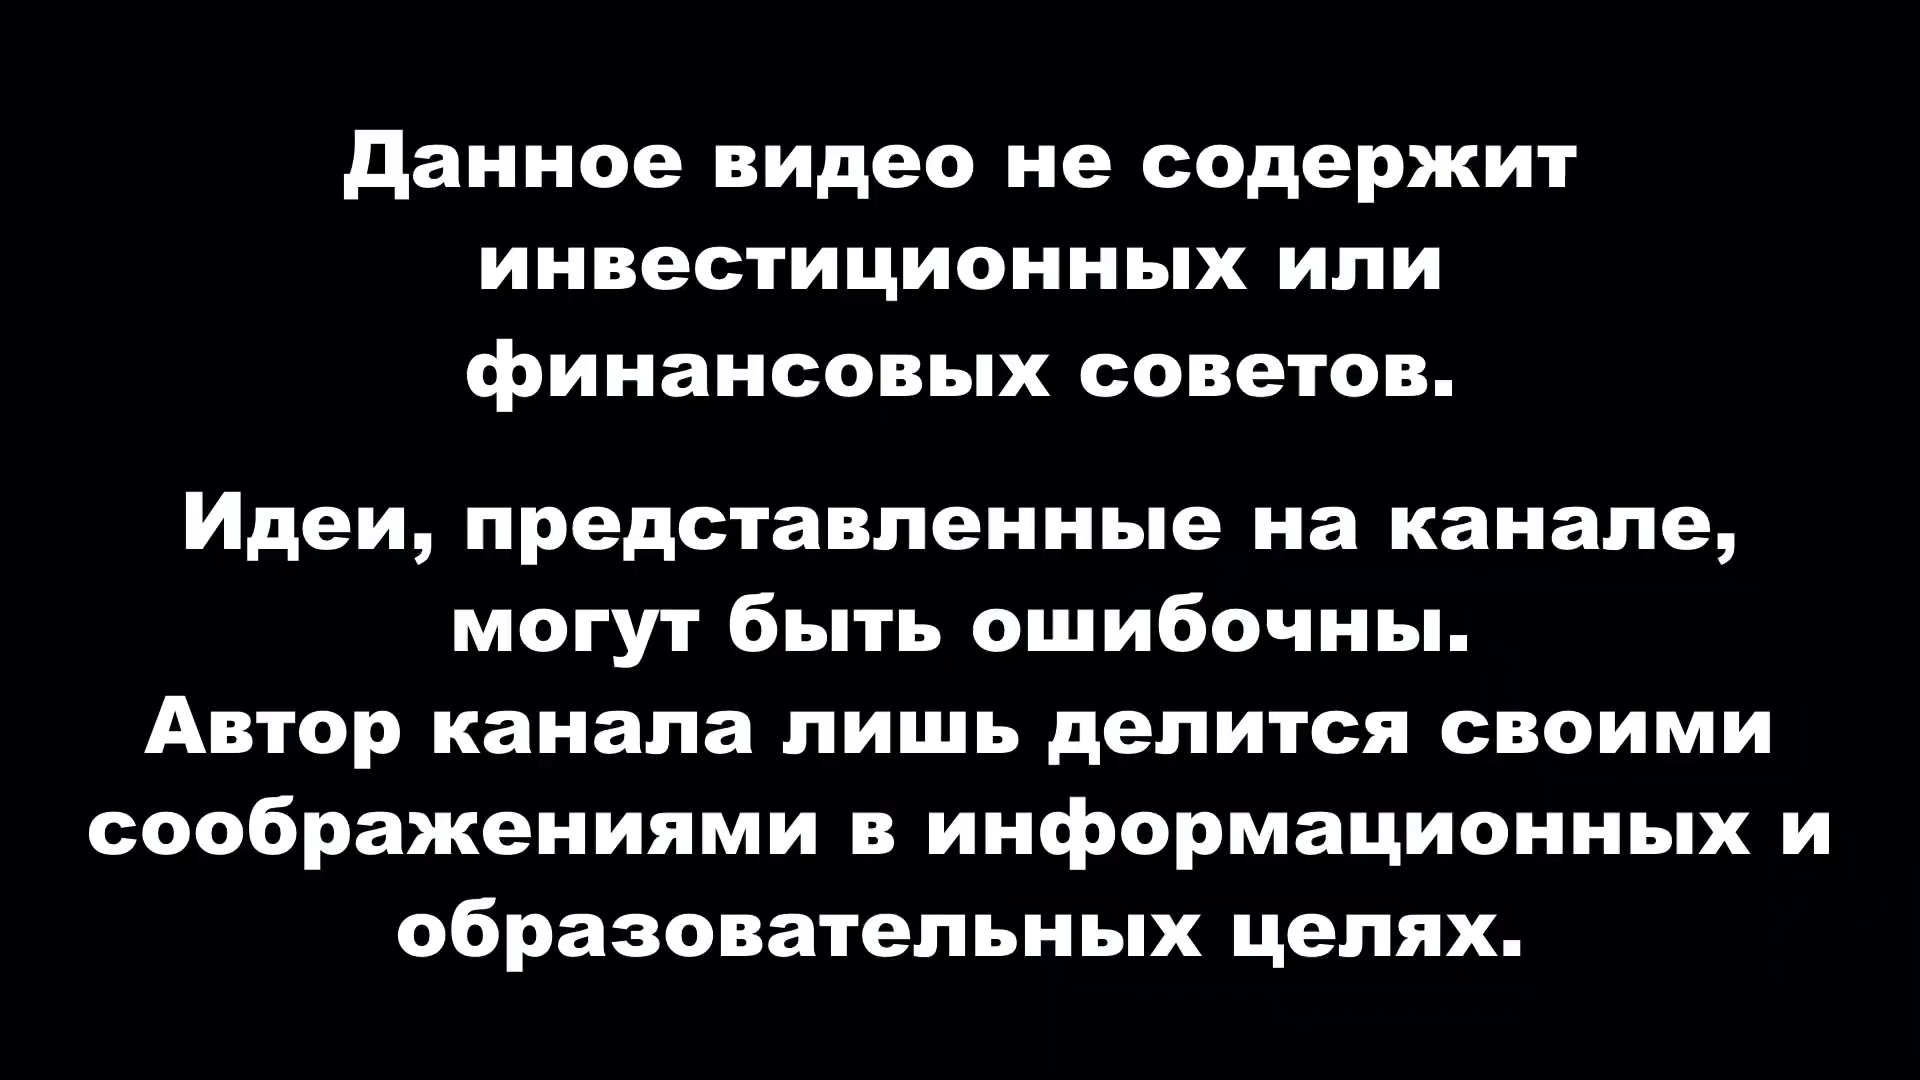 Данное видео не содержит
инвестиционных или
финансовых советов.
Идеи, представленные на канале,
могут быть ошибочны.
Автор канала лишь делится своими
соображениями в информационных и
образовательных целях.